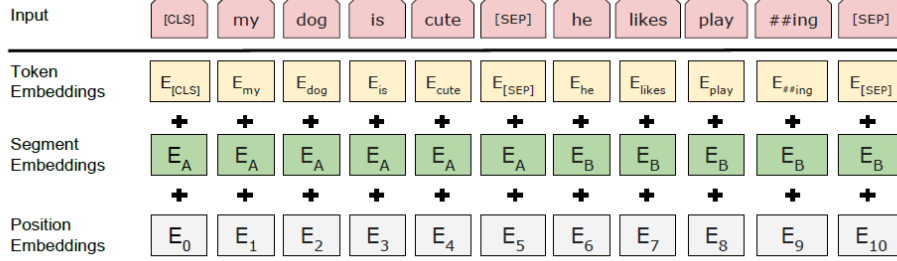 Input [CLS] my dog is cute [SEP] he likes play ##ing [SEP]
Token Embeddings E[CLS] Emy Edog Eis Ecute E[SEP] Ehe Elikes Eplay E##ing E[SEP]
+ + + + + + + + + + +
Segment Embeddings EA EA EA EA EA EA EB EB EB EB EB
+ + + + + + + + + + +
Position Embeddings E0 E1 E2 E3 E4 E5 E6 E7 E8 E9 E10